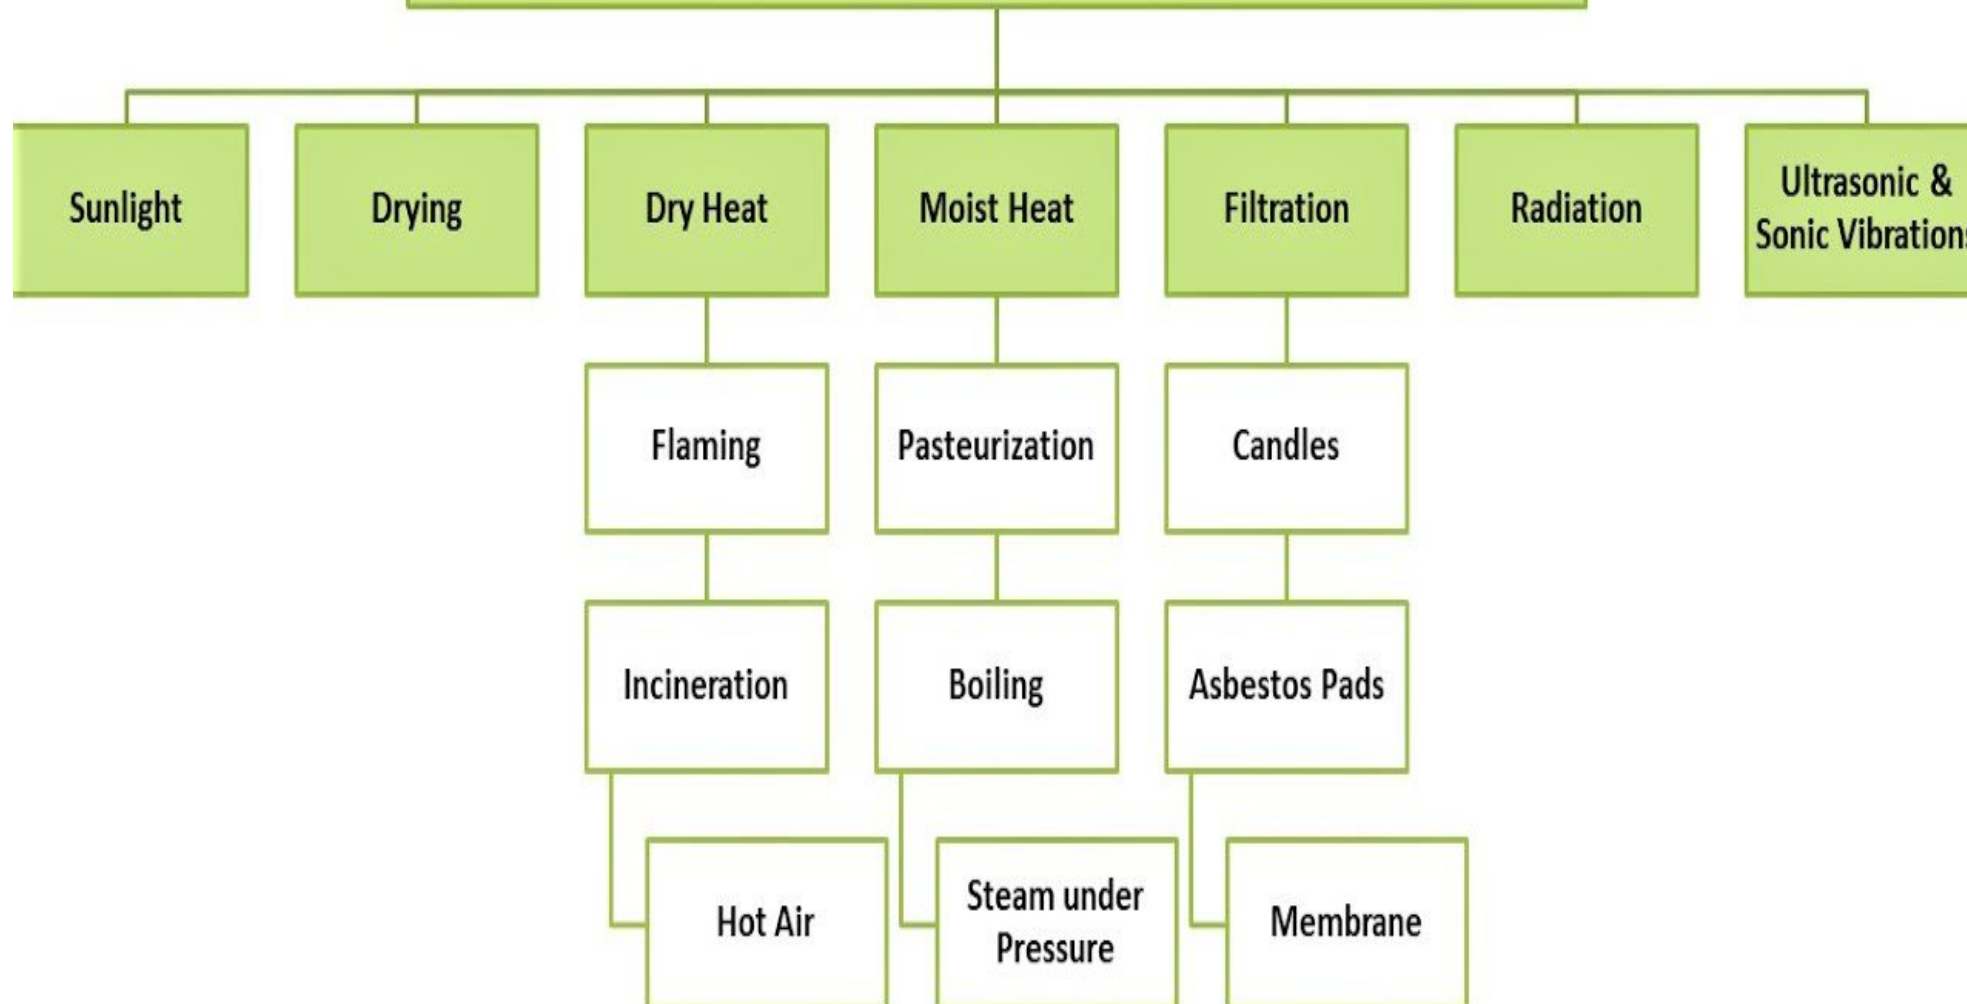 Sunlight
Drying
Dry Heat
Moist Heat
Filtration
Radiation
Ultrasonic &
Sonic Vibrations
Flaming
Pasteurization
Candles
Incineration
Boiling
Asbestos Pads
Hot Air
Steam under
Pressure
Membrane